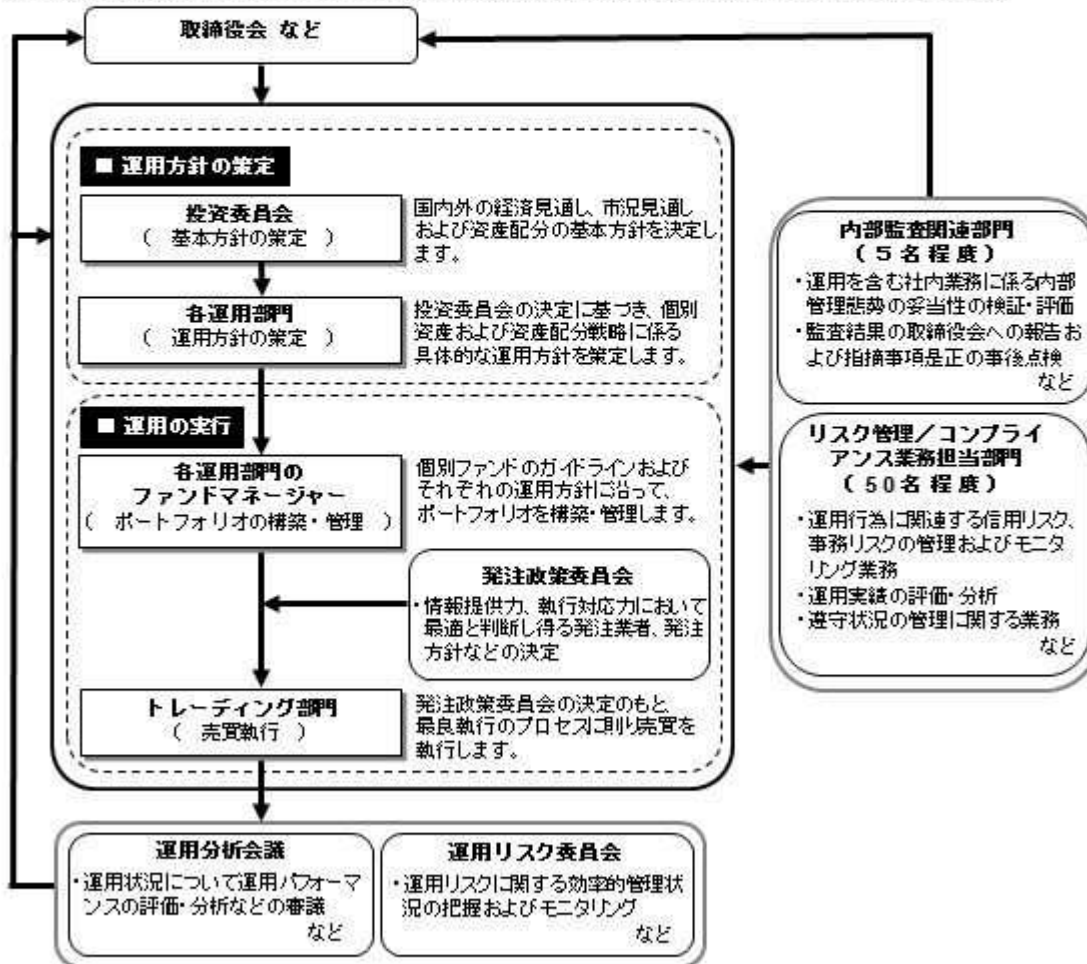 取締役会 など
■ 運用方針の策定
投資委員会
( 基本方針の策定 )
国内外の経済見通し、市況見通し
および資産配分の基本方針を決定し
ます。
各運用部門
( 運用方針の策定 )
投資委員会の決定に基づき、個別
資産および資産配分戦略に係る
具体的な運用方針を策定します。
■ 運用の実行
各運用部門の
ファンドマネージャー
( ポートフォリオの構築・管理 )
個別ファンドのガイドラインおよび
それぞれの運用方針に沿って、
ポートフォリオを構築・管理します。
発注政策委員会
・情報提供力、執行対応力において
最適と判断し得る発注業者、発注
方針などの決定
トレーディング部門
( 売買執行 )
発注政策委員会の決定のもと
最良執行のプロセスに則り売買を
執行します。
内部監査関連部門
(5名程度)
・運用を含む社内業務に係る内部
管理態勢の妥当性の検証・評価
・監査結果の取締役会への報告お
よび指摘事項是正の事後点検
など
リスク管理/コンプライ
アンス業務担当部門
(50名程度)
・運用行為に関連する信用リスク、
事務リスクの管理およびモニタ
リング業務
・運用実績の評価・分析
・遵守状況の管理に関する業務
など
運用分析会議
・運用状況について運用パフォーマ
ンスの評価・分析などの審議
など
運用リスク委員会
・運用リスクに関する効率的管理状
況の把握およびモニタリング
など